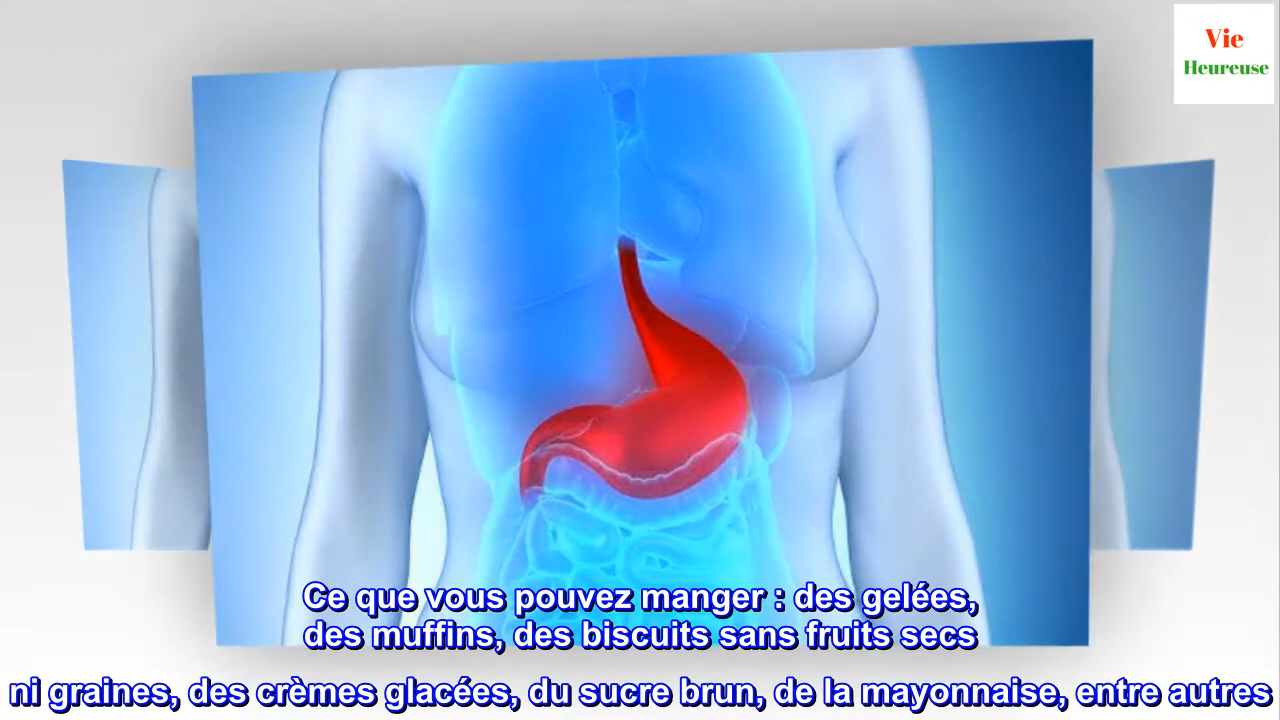 Vie
Heureuse
Ce que vous pouvez manger : des gelées,
des muffins, des biscuits sans fruits secs
ni graines, des crèmes glacées, du sucre brun, de la mayonnaise, entre autres